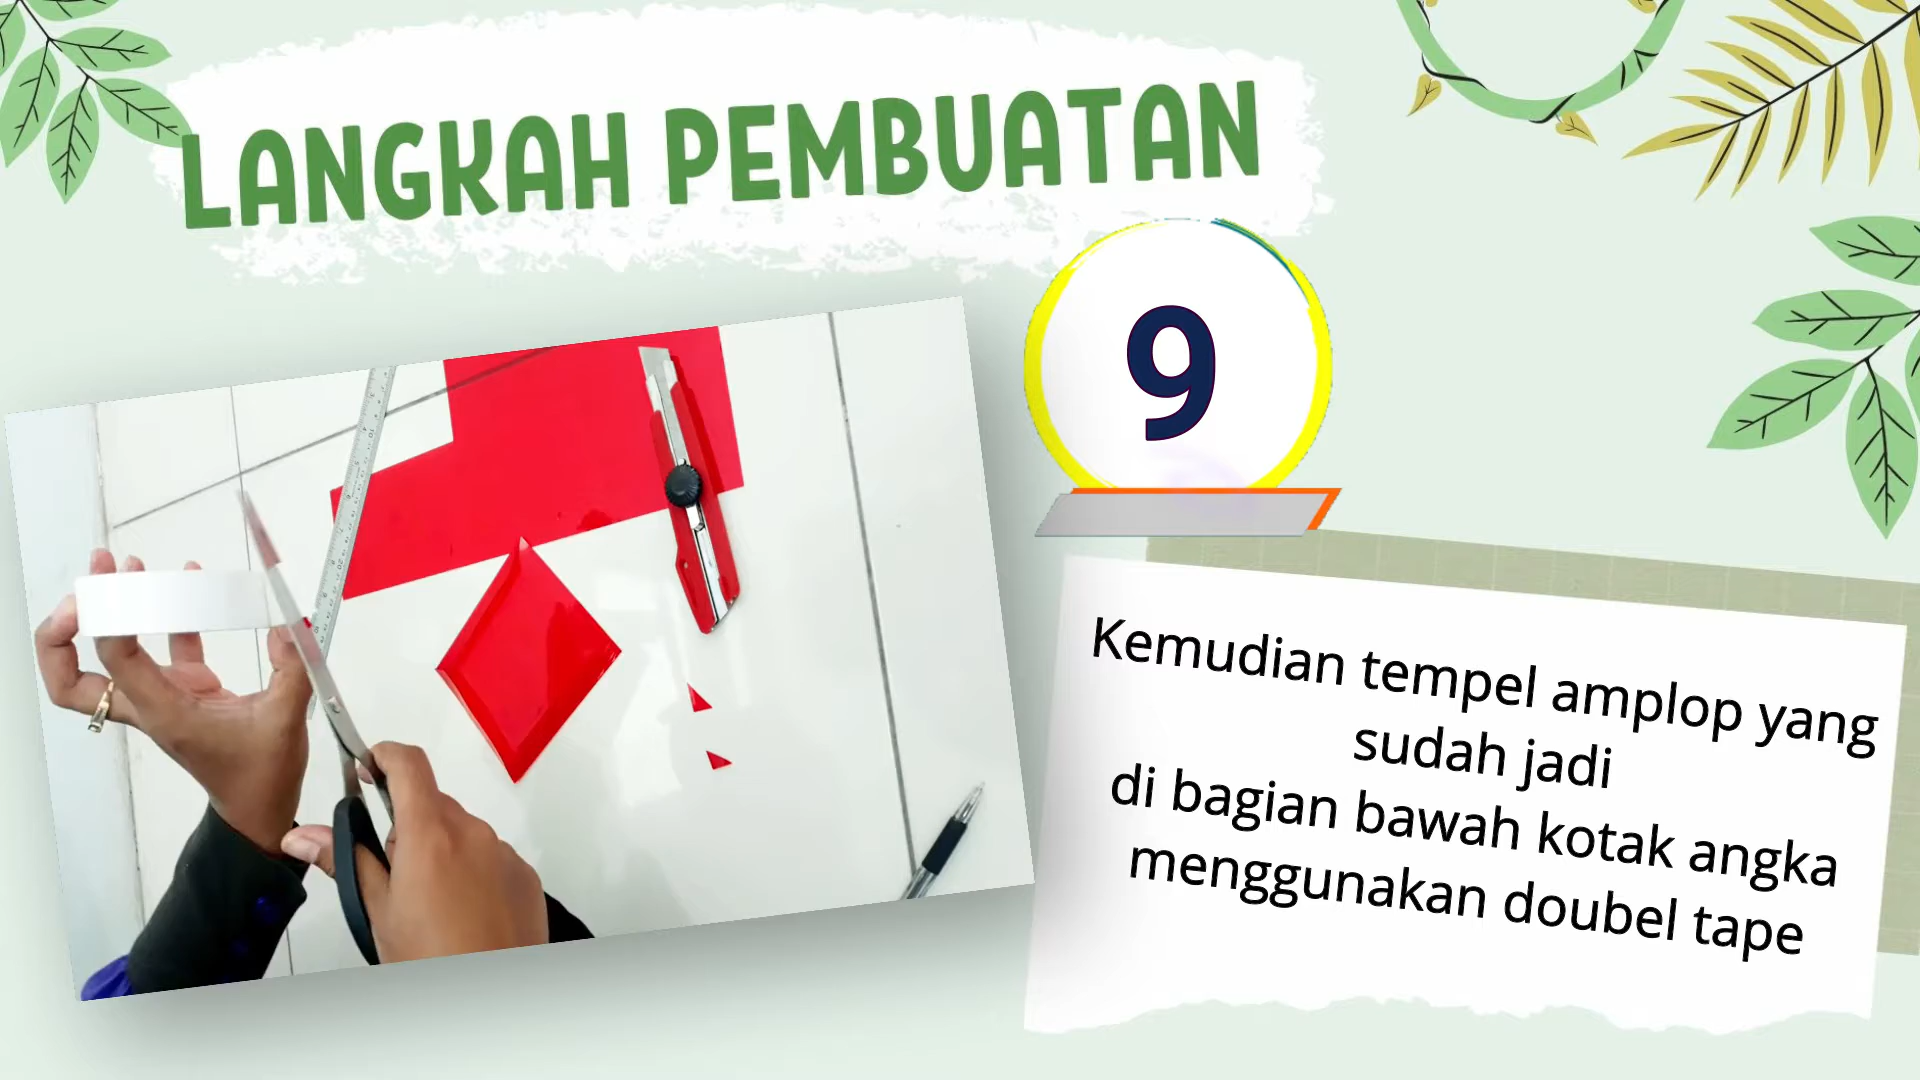 LANGKAH PEMBUATAN
9
Kemudian tempel amplop yang
sudah jadi
di bagian bawah kotak angka
menggunakan doubel tape